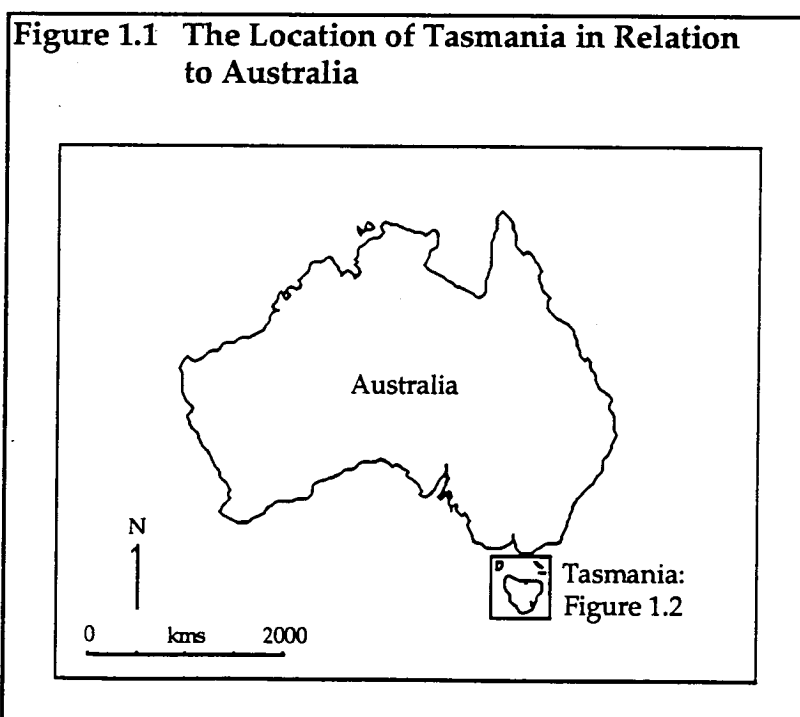 Figure 1.1 The Location of Tasmania in Relation
to Australia
Australia
N
Tasmania:
Figure 1.2
0 kms 2000